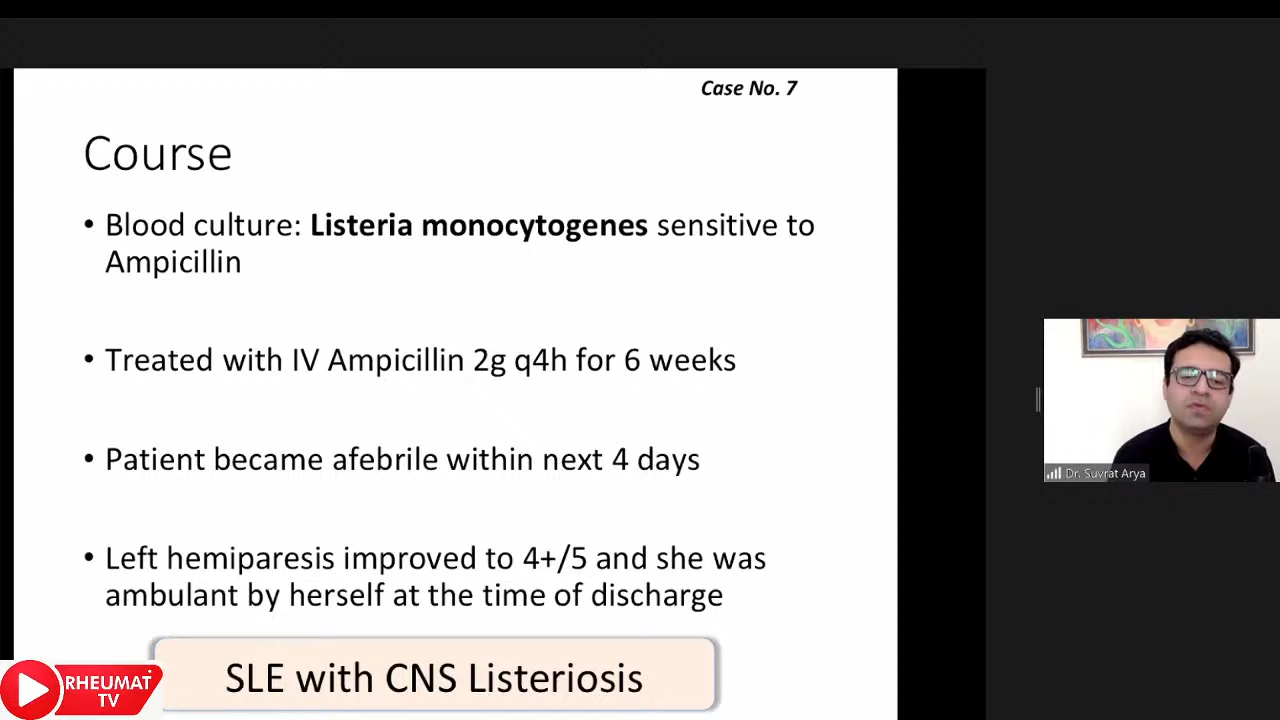 Case No. 7
Course
• Blood culture: Listeria monocytogenes sensitive to
Ampicillin
• Treated with IV Ampicillin 2g q4h for 6 weeks
• Patient became afebrile within next 4 days
• Left hemiparesis improved to 4+/5 and she was
ambulant by herself at the time of discharge
SLE with CNS Listeriosis
RHEUMAT
TV
Dr. Suvrat Arya